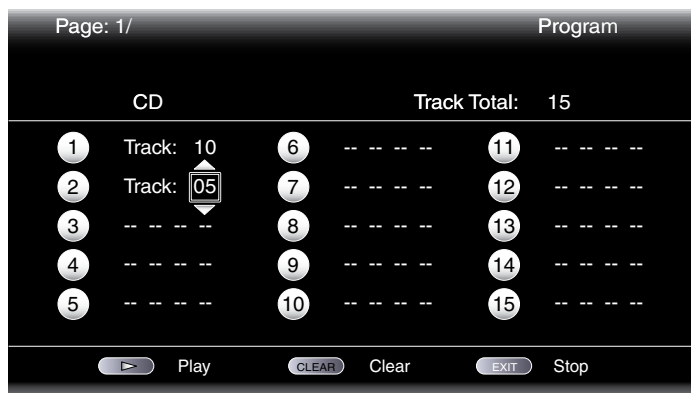 Page: 1/ Program
CD Track Total: 15
1 Track: 10 6 -- -- -- -- 11 -- -- -- --
2 Track: 05 7 -- -- -- -- 12 -- -- -- --
3 -- -- -- -- 8 -- -- -- -- 13 -- -- -- --
4 -- -- -- -- 9 -- -- -- -- 14 -- -- -- --
5 -- -- -- -- 10 -- -- -- -- 15 -- -- -- --
Play CLEAR Clear EXIT Stop